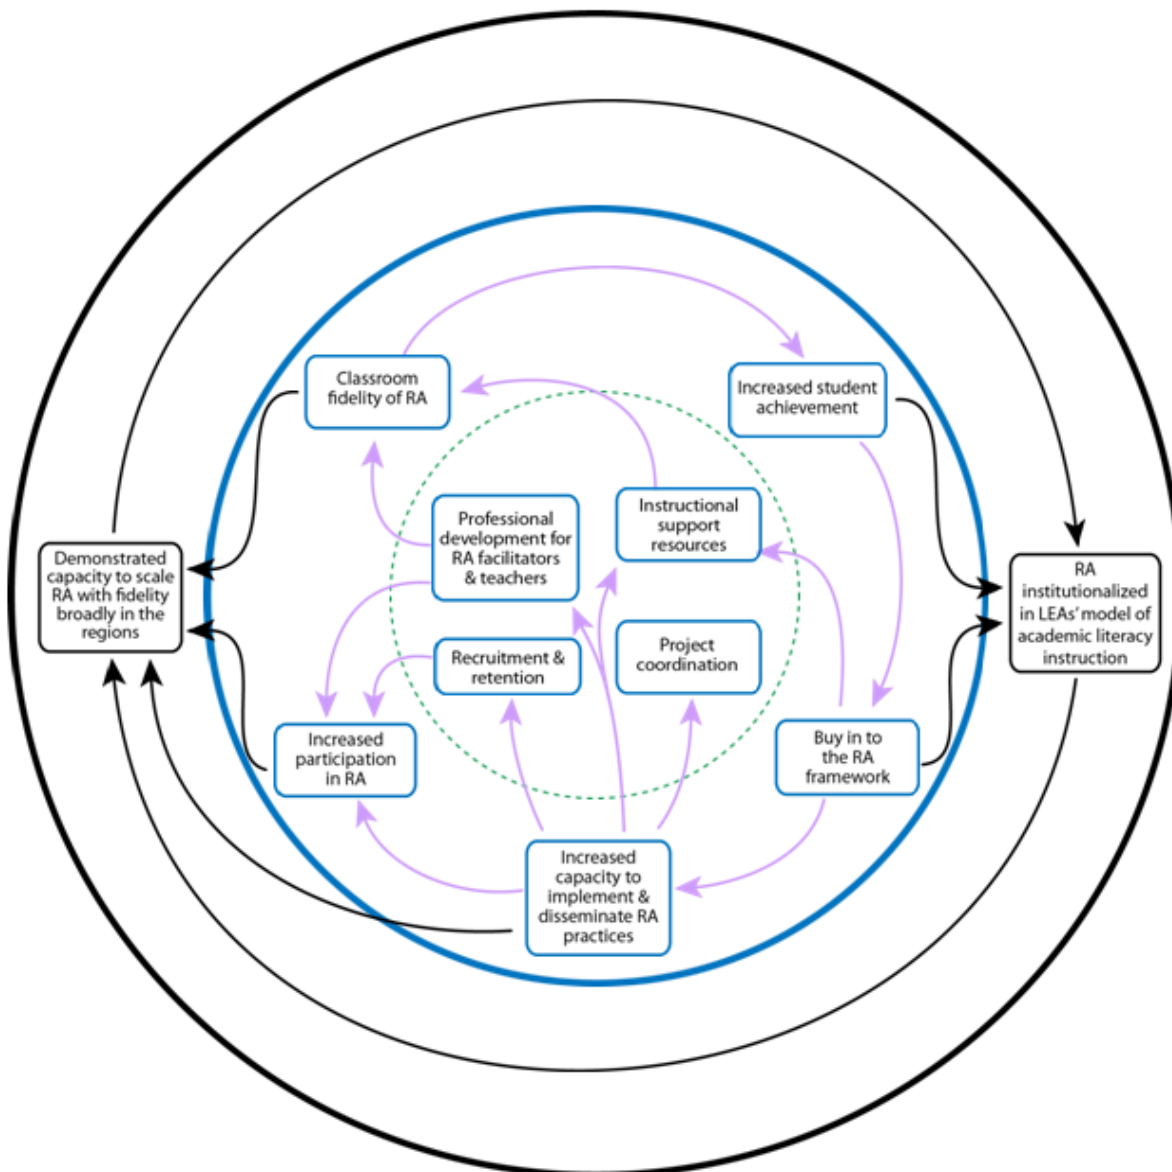 Classroom
fidelity of RA
Increased student
achievement
Professional
development for
RA facilitators
& teachers
Instructional
support
resources
Demonstrated
capacity to scale
RA with fidelity
broadly in the
regions
RA
institutionalized
in LEAs’ model of
academic literacy
instruction
Recruitment &
retention
Project
coordination
Increased
participation
in RA
Buy in to
the RA
framework
Increased
capacity to
implement &
disseminate RA
practices